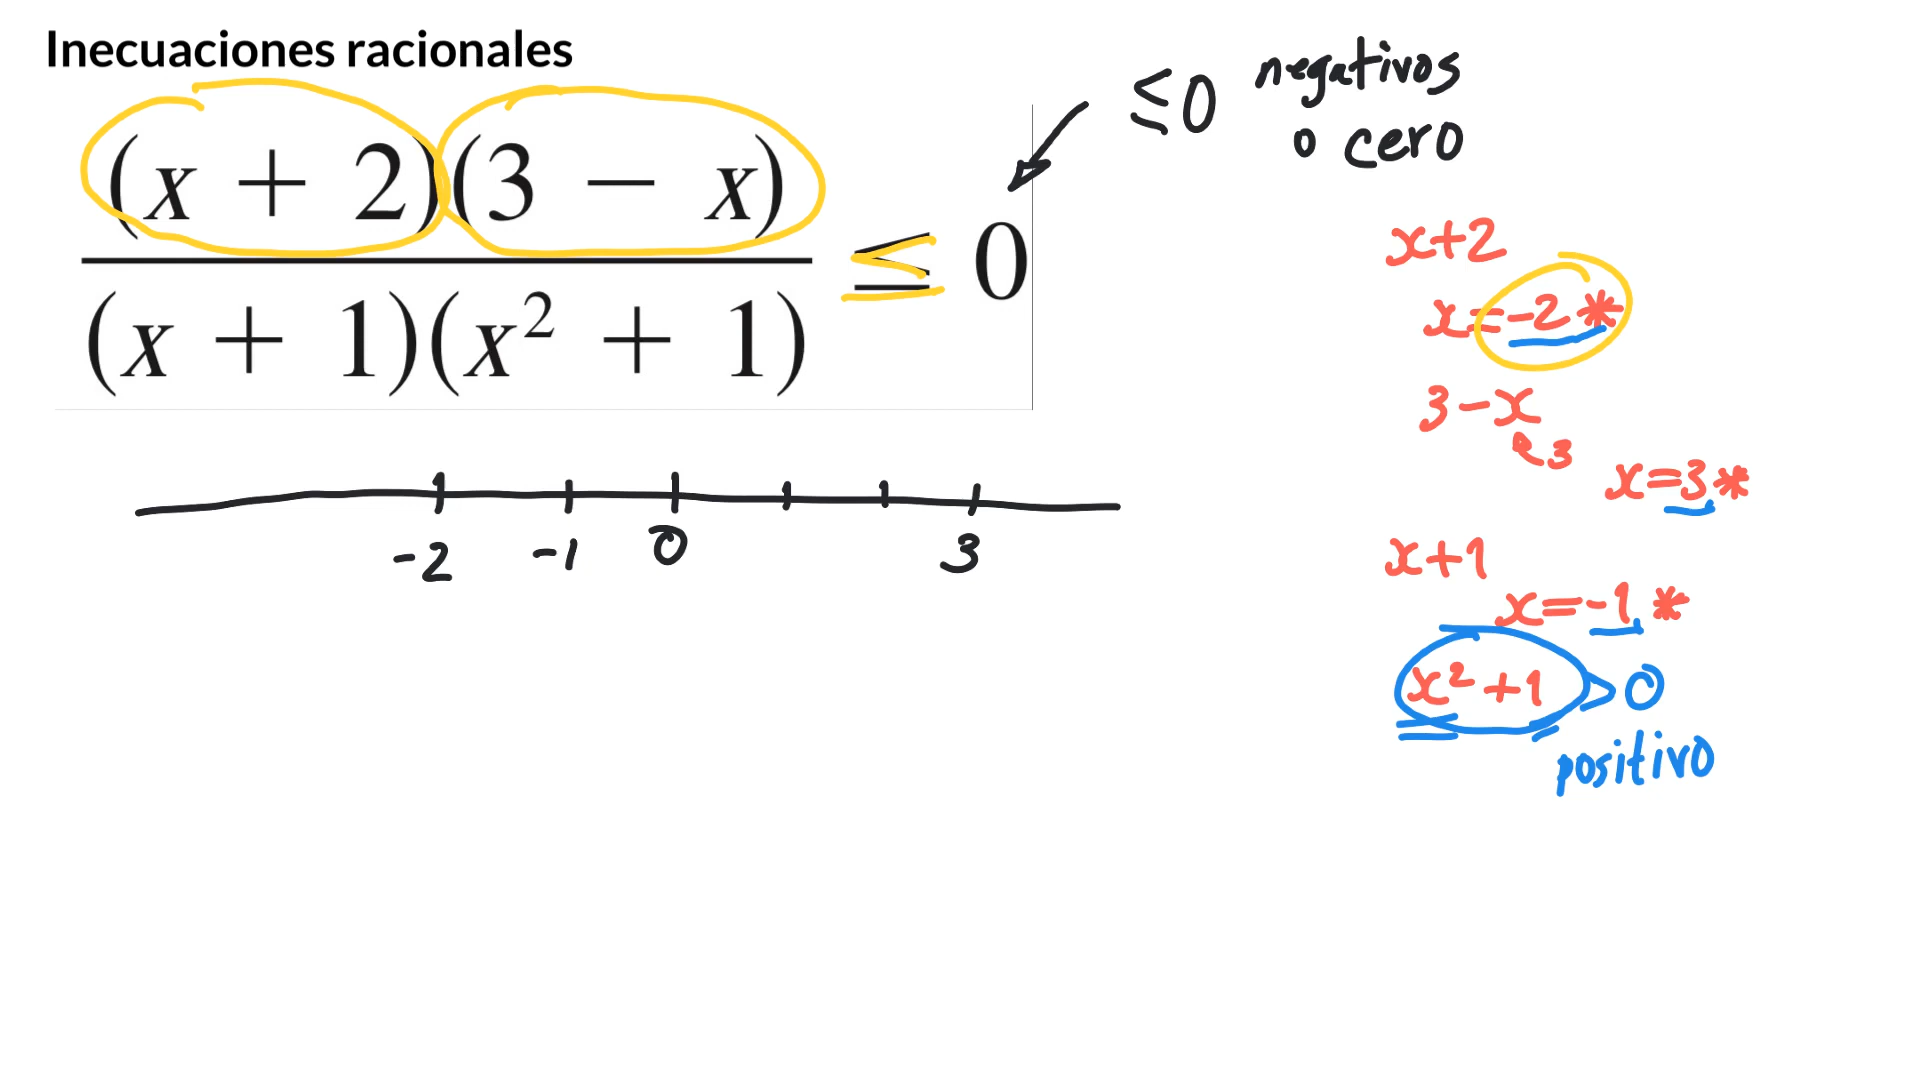 Inecuaciones racionales
(x + 2)(3 − x)
(x + 1)(x² + 1)
≤ 0
≤0 negativos
o cero
x+2
x=-2*
3-x
3
x=3*
x+1
x=-1*
x²+1 >0
positivo
-2 -1 0 3